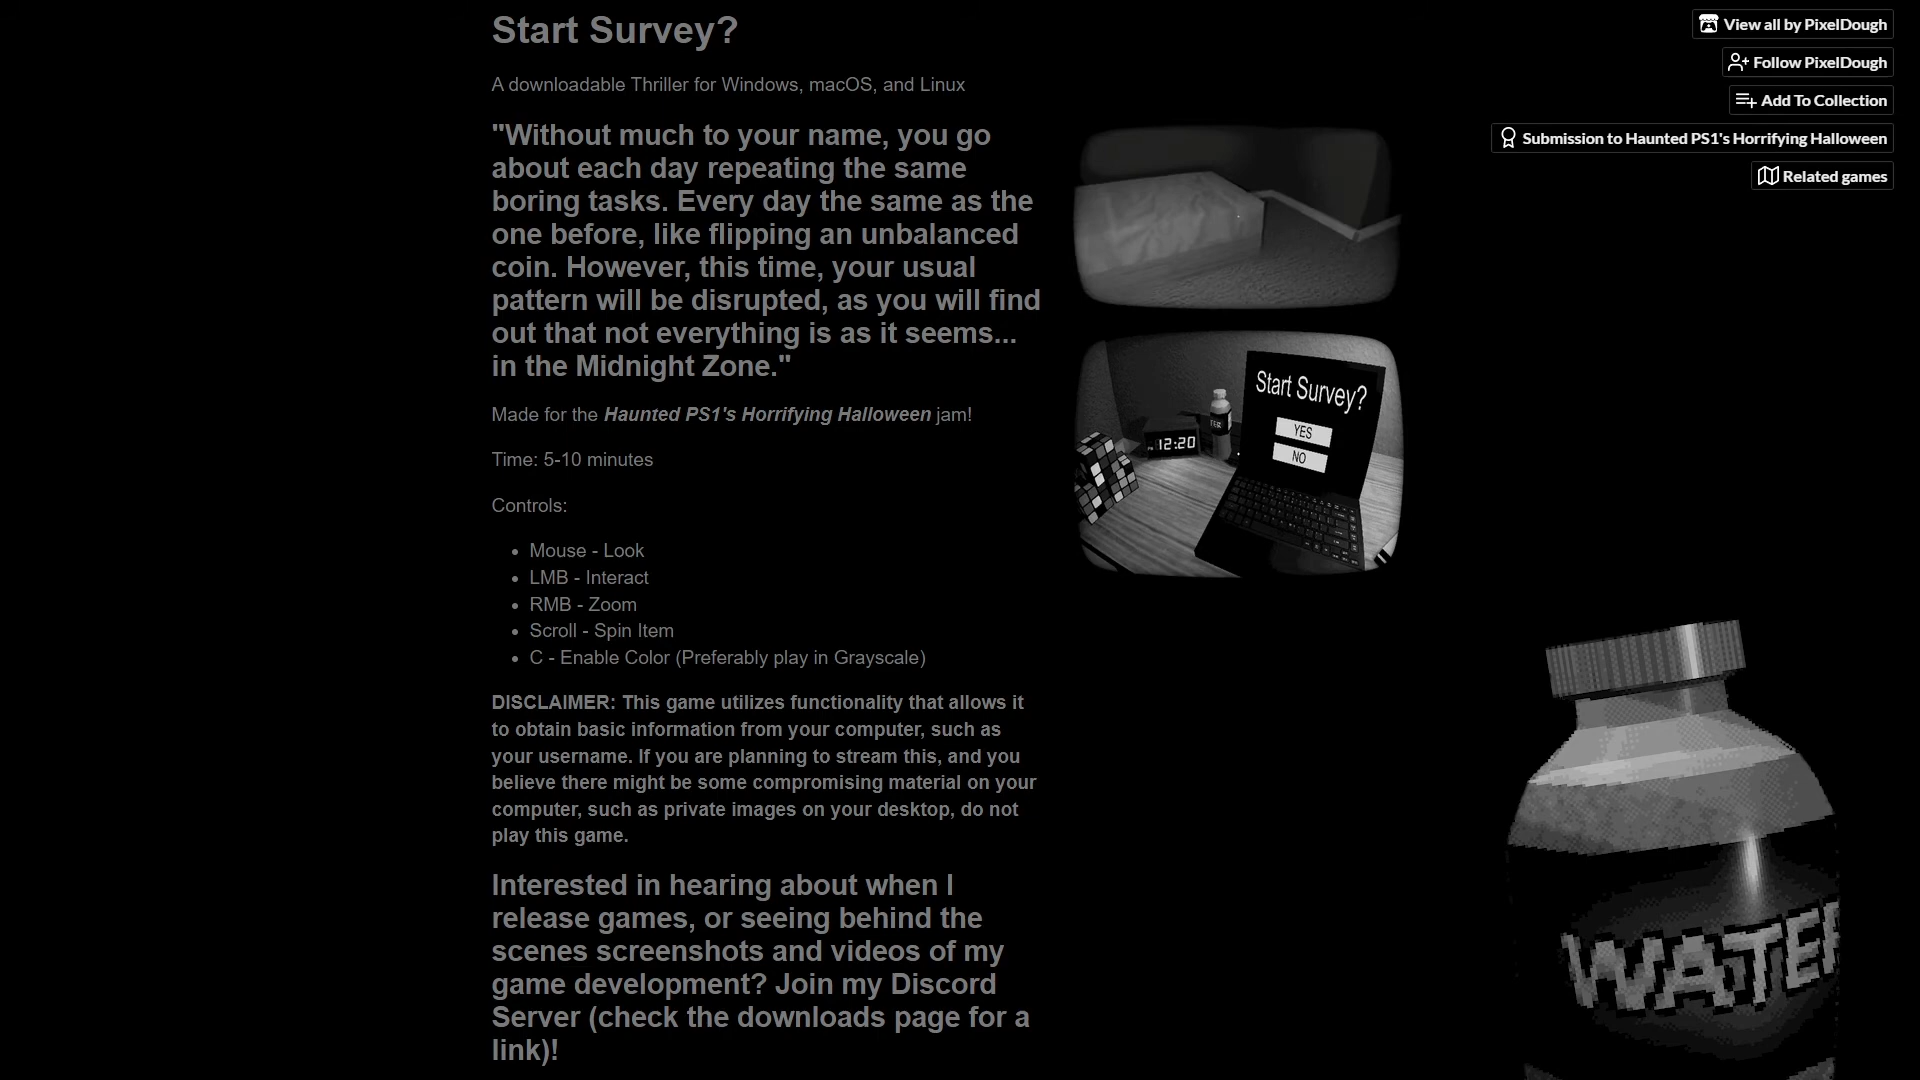 Start Survey?
A downloadable Thriller for Windows, macOS, and Linux
"Without much to your name, you go
about each day repeating the same
boring tasks. Every day the same as the
one before, like flipping an unbalanced
coin. However, this time, your usual
pattern will be disrupted, as you will find
out that not everything is as it seems...
in the Midnight Zone."
Made for the Haunted PS1's Horrifying Halloween jam!
Time: 5-10 minutes
Controls:
Mouse - Look
LMB - Interact
RMB - Zoom
Scroll - Spin Item
C - Enable Color (Preferably play in Grayscale)
DISCLAIMER: This game utilizes functionality that allows it
to obtain basic information from your computer, such as
your username. If you are planning to stream this, and you
believe there might be some compromising material on your
computer, such as private images on your desktop, do not
play this game.
Interested in hearing about when I
release games, or seeing behind the
scenes screenshots and videos of my
game development? Join my Discord
Server (check the downloads page for a
link)!
Start Survey?
YES
NO
12:20
TER
View all by PixelDough
Follow PixelDough
Add To Collection
Submission to Haunted PS1's Horrifying Halloween
Related games
WATER